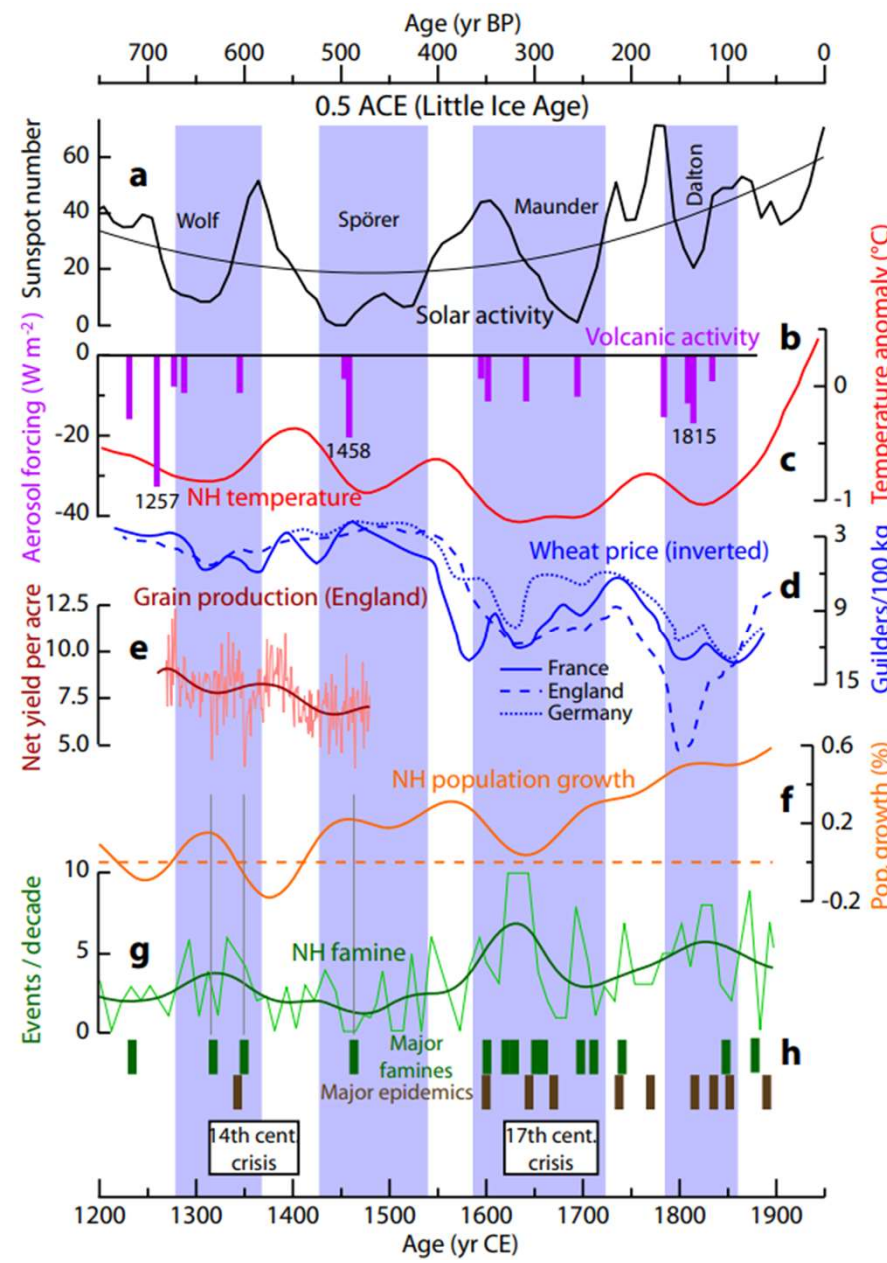 Age (yr BP)
700 600 500 400 300 200 100 0
0.5 ACE (Little Ice Age)
Sunspot number
60
40
20
0
a
Wolf
Spörer
Maunder
Dalton
Solar activity
Volcanic activity
b
Aerosol forcing (W m-2)
0
-20
-40
1257
1458
1815
Temperature anomaly (°C)
0
-1
c
NH temperature
Wheat price (inverted)
d
Guilders/100 kg
3
9
15
France
England
Germany
Grain production (England)
e
Net yield per acre
12.5
10.0
7.5
5.0
NH population growth
f
Pop. growth (%)
0.6
0.2
-0.2
Events / decade
10
5
0
g
NH famine
Major
famines
h
Major epidemics
14th cent.
crisis
17th cent.
crisis
1200 1300 1400 1500 1600 1700 1800 1900
Age (yr CE)